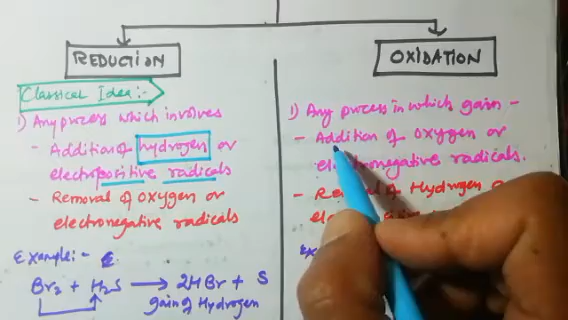 REDUCTION
Classical Idea:-
1) Any process which involves
- Addition of hydrogen or
electropositive radicals
- Removal of oxygen or
electronegative radicals
Example:-
Br2 + H2S → 2HBr + S
gain of Hydrogen
OXIDATION
1) Any process in which gain -
- Addition of oxygen or
electronegative radicals.
- of Hydrogen